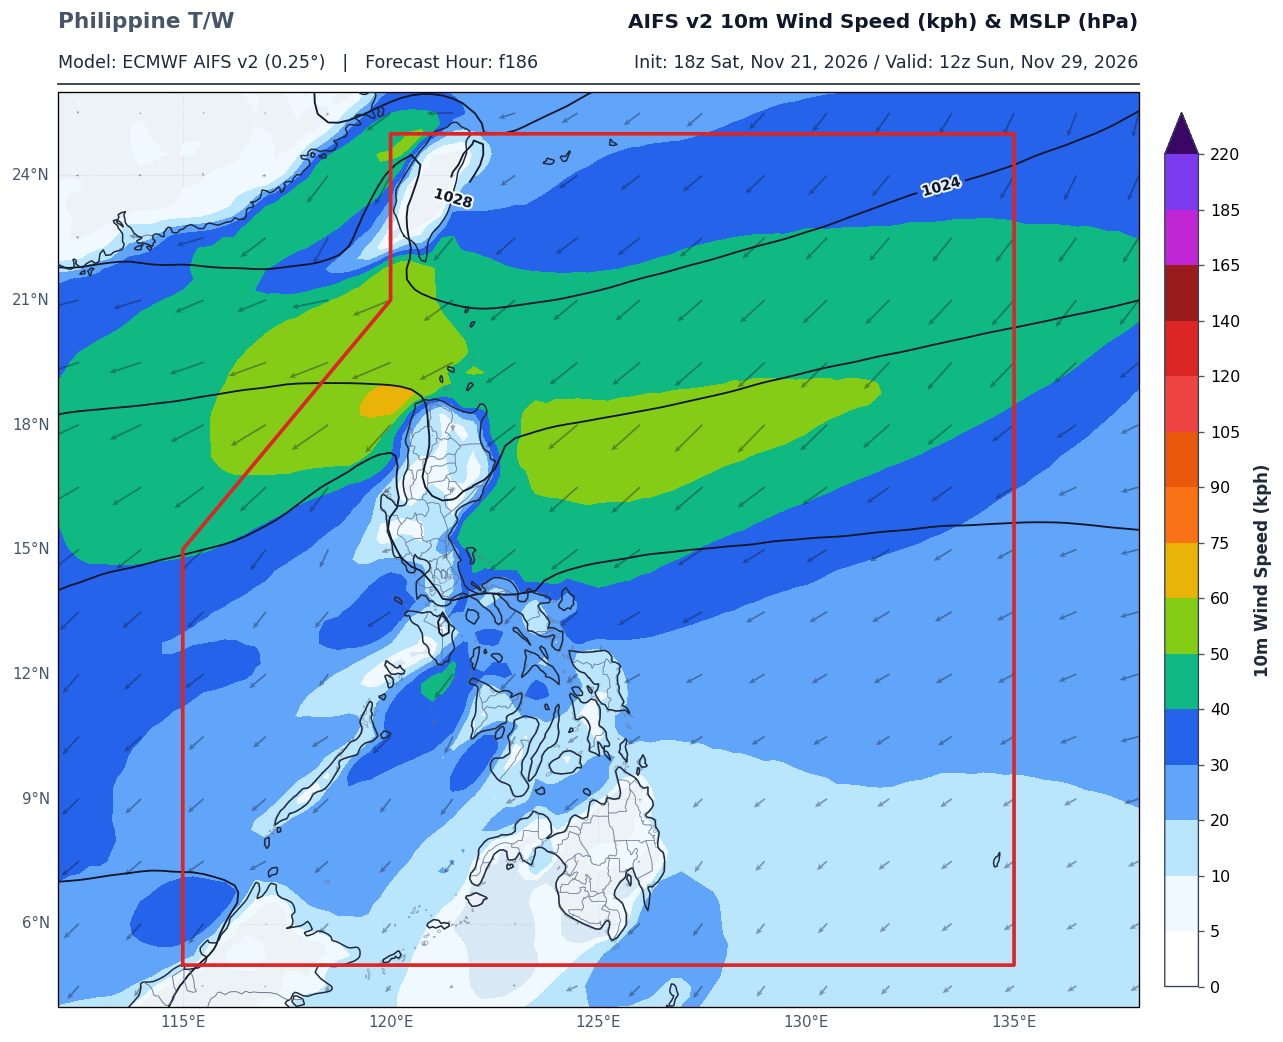 Philippine T/W
AIFS v2 10m Wind Speed (kph) & MSLP (hPa)
Model: ECMWF AIFS v2 (0.25°) | Forecast Hour: f186
Init: 18z Sat, Nov 21, 2026 / Valid: 12z Sun, Nov 29, 2026
24°N
21°N
18°N
15°N
12°N
9°N
6°N
115°E
120°E
125°E
130°E
135°E
1028
1024
220
185
165
140
120
105
90
75
60
50
40
30
20
10
5
0
10m Wind Speed (kph)